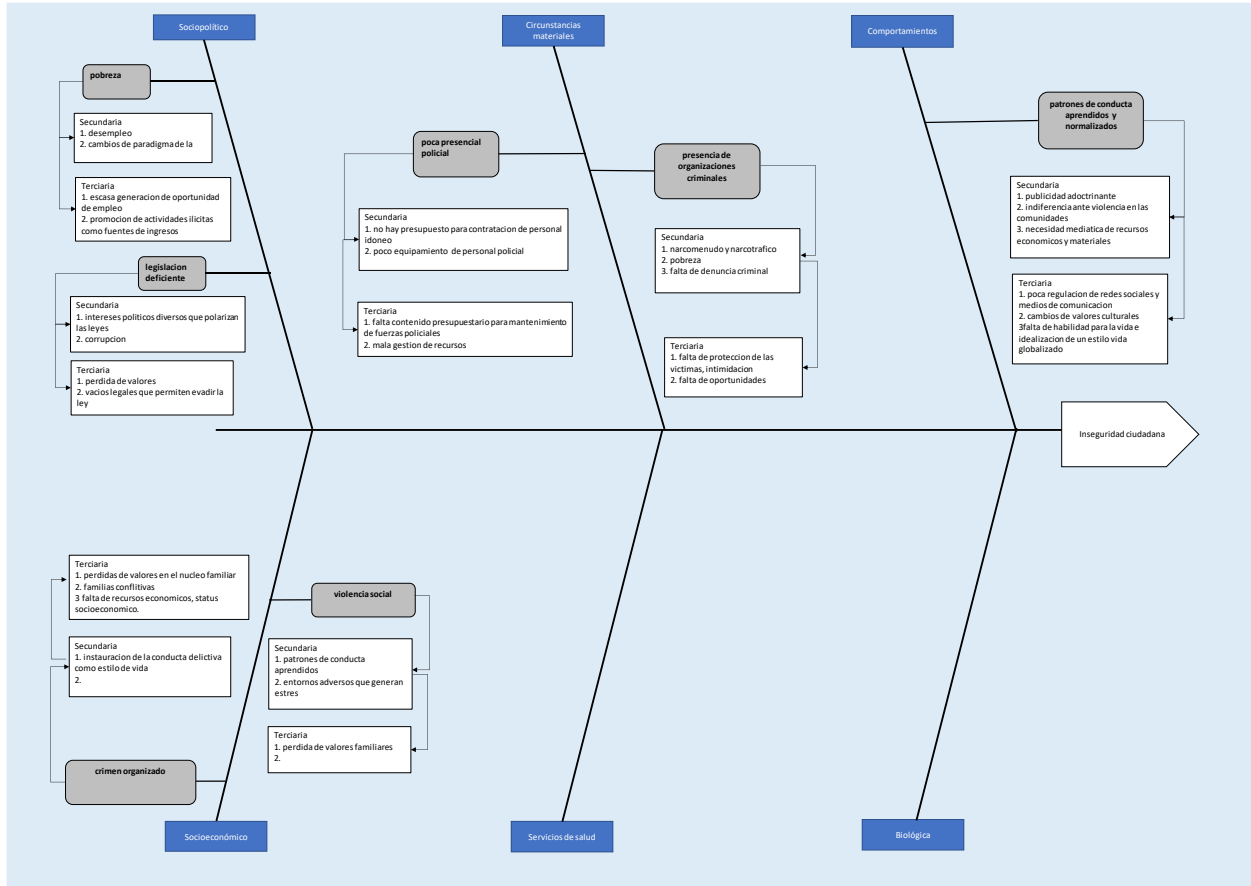 Sociopolítico
Circunstancias
materiales
Comportamientos
pobreza
Secundaria
1. desempleo
2. cambios de paradigma de la
Terciaria
1. escasa generacion de oportunidad
de empleo
2. promocion de actividades ilicitas
como fuentes de ingresos
legislacion
deficiente
Secundaria
1. intereses politicos diversos que polarizan
las leyes
2. corrupcion
Terciaria
1. perdida de valores
2. vacios legales que permiten evadir la
ley
poca presencial
policial
Secundaria
1. no hay presupuesto para contratacion de personal
idoneo
2. poco equipamiento de personal policial
Terciaria
1. falta contenido presupuestario para mantenimiento
de fuerzas policiales
2. mala gestion de recursos
presencia de
organizaciones
criminales
Secundaria
1. narcomenudo y narcotrafico
2. pobreza
3. falta de denuncia criminal
Terciaria
1. falta de proteccion de las
victimas, intimidacion
2. falta de oportunidades
patrones de conducta
aprendidos y
normalizados
Secundaria
1. publicidad adoctrinante
2. indiferencia ante violencia en las
comunidades
3. necesidad mediatica de recursos
economicos y materiales
Terciaria
1. poca regulacion de redes sociales y
medios de comunicacion
2. cambios de valores culturales
3falta de habilidad para la vida e
idealizacion de un estilo vida
globalizado
Inseguridad ciudadana
Terciaria
1. perdidas de valores en el nucleo familiar
2. familias conflitivas
3 falta de recursos economicos, status
socioeconomico.
Secundaria
1. instauracion de la conducta delictiva
como estilo de vida
2.
crimen organizado
violencia social
Secundaria
1. patrones de conducta
aprendidos
2. entornos adversos que generan
estres
Terciaria
1. perdida de valores familiares
2.
Socioeconómico
Servicios de salud
Biológica